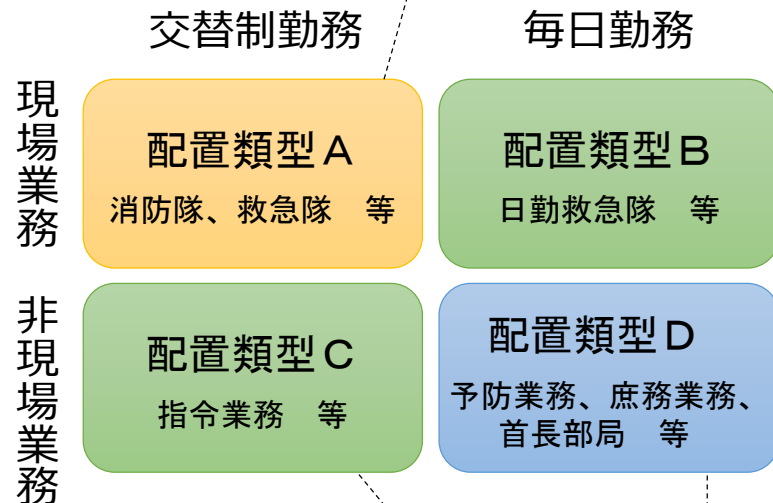 交替制勤務　毎日勤務
現場業務
配置類型Ａ
消防隊、救急隊　等
配置類型Ｂ
日勤救急隊　等
非現場業務
配置類型Ｃ
指令業務　等
配置類型Ｄ
予防業務、庶務業務、
首長部局　等